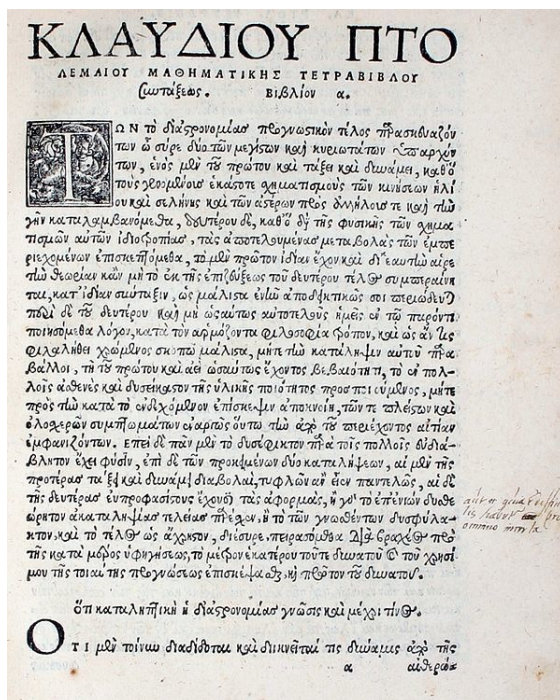 ΚΛΑΥΔΙΟΥ ΠΤΟ
ΛΕΜΑΙΟΥ ΜΑΘΗΜΑΤΙΚΗΣ ΤΕΤΡΑΒΙΒΛΟΥ
Συντάξεως. Βιβλίον α.
ΤΩΝ τὸ δι᾽ ἀστρονομίας προγνωστικὸν τέλος παρασκευαζόν
των ὦ σύρε δύο τῶν μεγίστων καὶ κυριωτάτων ὑπαρχόν
των, ἑνὸς μὲν τοῦ πρώτου καὶ τάξει καὶ δυνάμει, καθ᾽ ὃ
τοὺς γινομένους ἑκάστοτε σχηματισμοὺς τῶν κινήσεων ἡλί
ου καὶ σελήνης καὶ τῶν ἀστέρων πρὸς ἀλλήλους τε καὶ τὴν
γῆν καταλαμβανόμεθα, δευτέρου δὲ, καθ᾽ ὃ διὰ τῆς φυσικῆς τῶν σχημα
τισμῶν αὐτῶν ἰδιοτροπίας, τὰς ἀποτελουμένας μεταβολὰς τῶν ἐμπε
ριεχομένων ἐπισκεπτόμεθα, τὸ μὲν πρῶτον ἰδίαν ἔχον καὶ δι᾽ ἑαυτὴν αἱρε
τὴν θεωρίαν κἂν μὴ τὸ ἐκ τῆς ἐπιζεύξεως τοῦ δευτέρου τέλος συμπεραίνη
ται, κατ᾽ ἰδίαν σύνταξιν, ὡς μάλιστα ἐνῆν ἀποδεικτικῶς σοι περιώδευται
περὶ δὲ τοῦ δευτέρου καὶ μὴ ὡσαύτως αὐτοτελοῦς ἡμεῖς ἐν τῷ παρόντι
ποιησόμεθα λόγον, κατὰ τὸν ἁρμόζοντα φιλοσοφίᾳ τρόπον, καὶ ὡς ἄν τις
φιλαλήθει χρώμενος σκοπῷ μάλιστα, μήτε τὴν κατάληψιν αὐτοῦ παρα
βάλλοι, τῇ τοῦ πρώτου καὶ ἀεὶ ὡσαύτως ἔχοντος βεβαιότητι, τὸ ἐν πολ-
λοῖς ἀσθενὲς καὶ δυσείκαστον τῆς ὑλικῆς ποιότητος προσποιούμενος, μήτε
πρὸς τὴν κατὰ τὸ ἐνδεχόμενον ἐπίσκεψιν ἀποκνοίη, τῶν τε πλείστων καὶ
ὁλοσχερῶν συμπτωμάτων ἐναργῶς οὕτω τὴν ἀπὸ τοῦ περιέχοντος αἰτίαν
ἐμφανιζόντων. ἐπεὶ δὲ πᾶν μὲν τὸ δυσέφικτον παρὰ τοῖς πολλοῖς εὐδιά-
βλητον ἔχει φύσιν, ἐπὶ δὲ τῶν προκειμένων δύο καταλήψεων, αἱ μὲν τῆς
προτέρας τάξει καὶ δυνάμει διαβολαὶ, τυφλῶν ἂν εἶεν παντελῶς, αἱ δὲ
τῆς δευτέρας εὐπροφασίστους ἔχουσι τὰς ἀφορμὰς, ἢ γὰρ τὸ ἐπ᾽ ἐνίων δυσθε
ώρητον ἀκαταληψίας τελείας παρέσχον, ἢ τὸ τῶν γνωσθέντων δυσφύλα-
κτον, καὶ τὸ τέλος ὡς ἄχρηστον, διέσυρε, πειρασόμεθα διὰ βραχέων πρὸ
τῆς κατὰ μέρος ὑφηγήσεως, τὸ μέτρον ἑκατέρου τοῦ τε δυνατοῦ καὶ τοῦ χρησί
μου τῆς τοιαύτης προγνώσεως ἐπισκέψασθαι, καὶ πρῶτον τοῦ δυνατοῦ.
ὅτι καταληπτικὴ ἡ δι᾽ ἀστρονομίας γνῶσις καὶ μέχρι τίνος.
Ὅτι μὲν τοίνυν διαδίδοται καὶ διικνεῖταί τις δύναμις ἀπὸ τῆς
α αἰθερώ-